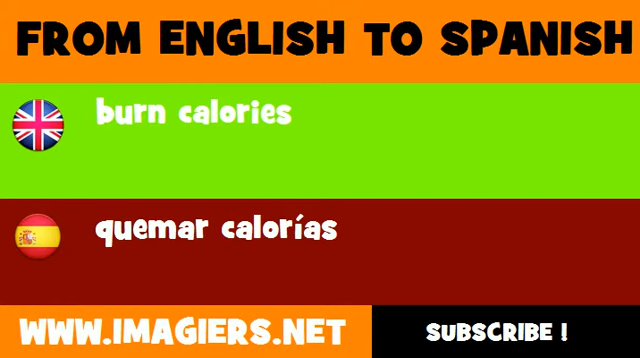 FROM ENGLISH TO SPANISH
burn calories
quemar calorías
WWW.IMAGIERS.NET
SUBSCRIBE !